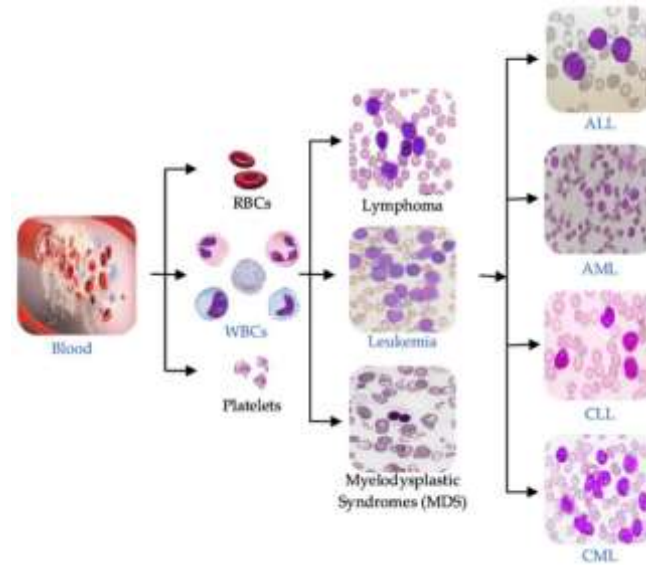 Blood
RBCs
WBCs
Platelets
Lymphoma
Leukemia
Myelodysplastic
Syndromes (MDS)
ALL
AML
CLL
CML